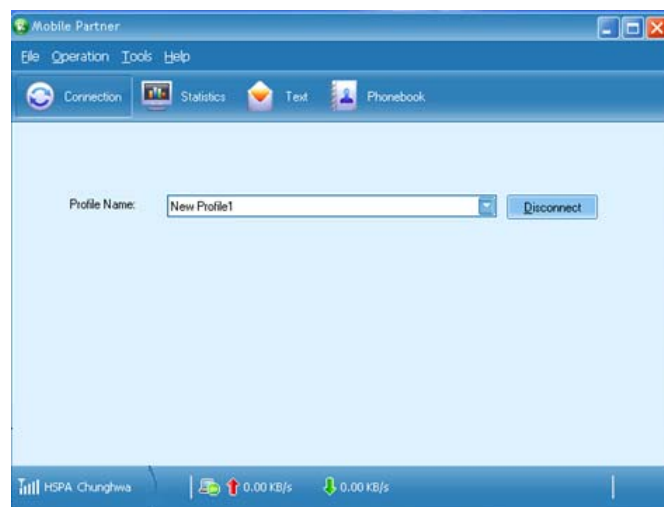 Mobile Partner
File Operation Tools Help
Connection Statistics Text Phonebook
Profile Name: New Profile1 Disconnect
HSPA Chunghwa 0.00 KB/s 0.00 KB/s